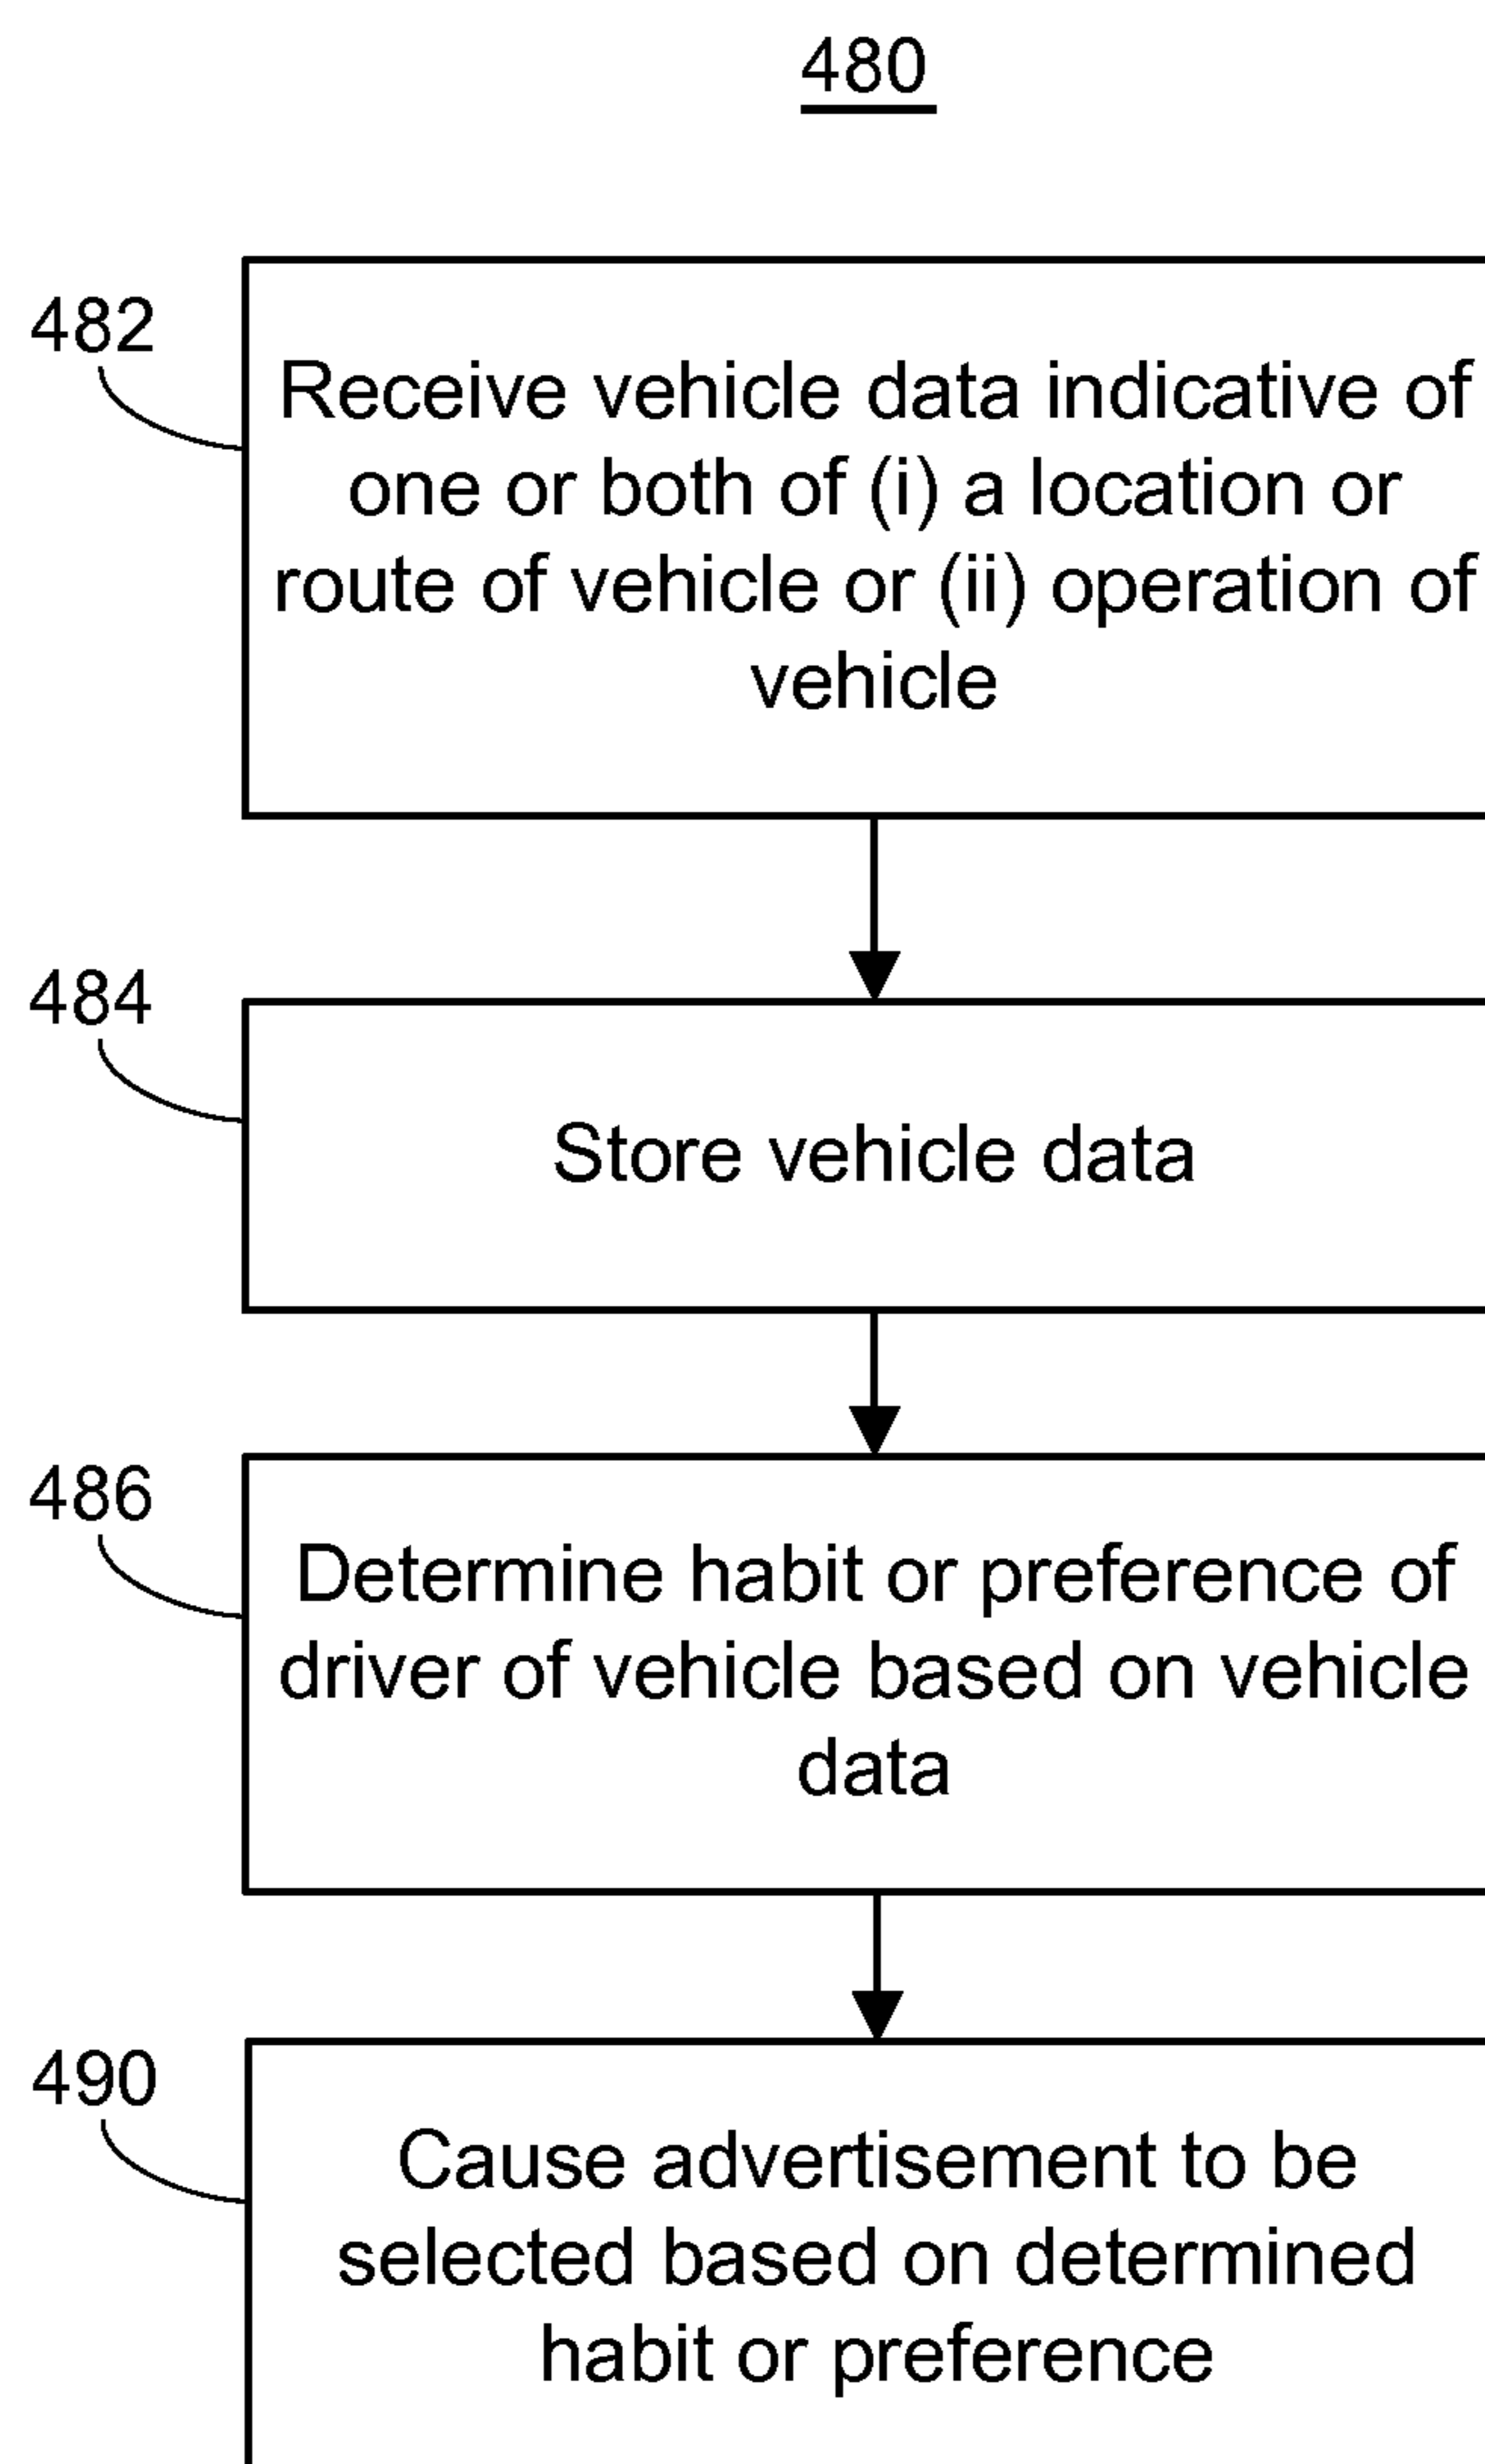 480
482
Receive vehicle data indicative of
one or both of (i) a location or
route of vehicle or (ii) operation of
vehicle
484
Store vehicle data
486
Determine habit or preference of
driver of vehicle based on vehicle
data
490
Cause advertisement to be
selected based on determined
habit or preference